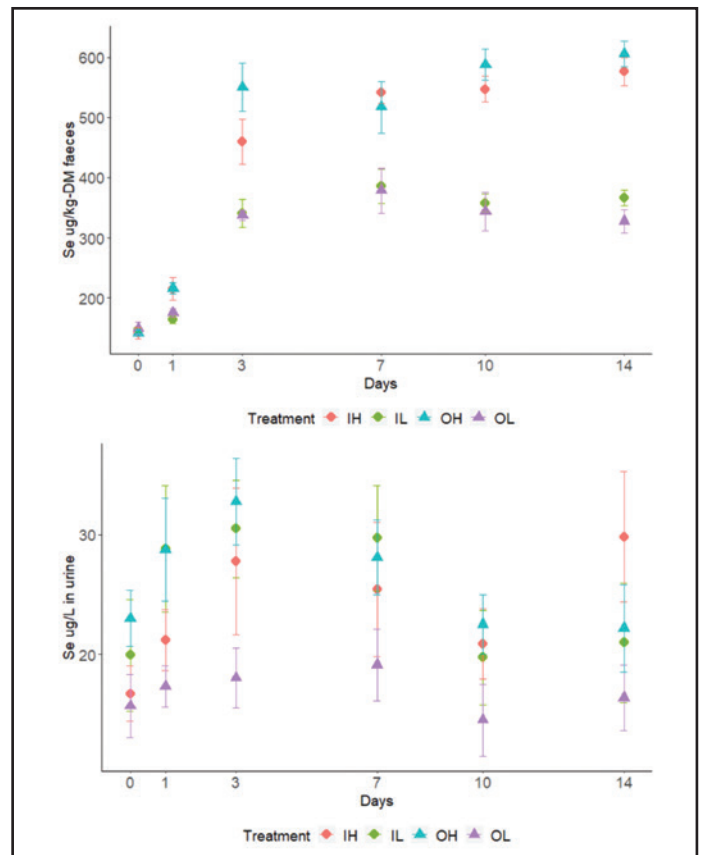 Se ug/kg-DM faeces
600
500
400
300
200
0 1 3 7 10 14
Days
Treatment IH IL OH OL
Se ug/L in urine
30
20
0 1 3 7 10 14
Days
Treatment IH IL OH OL